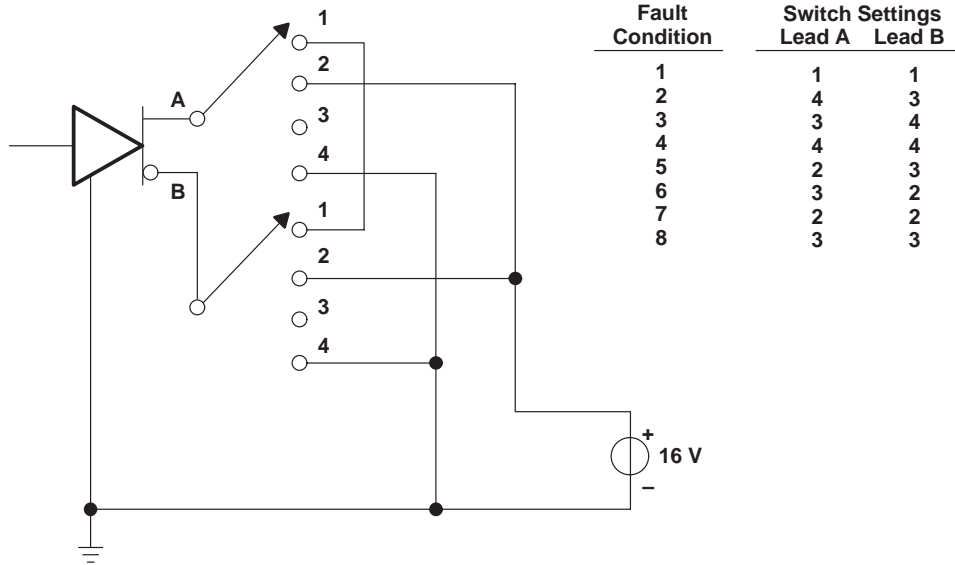 1
2
3
4
1
2
3
4
A
B
+
16 V
–
Fault Condition
Switch Settings
Lead A Lead B
1 1 1
2 4 3
3 3 4
4 4 4
5 2 3
6 3 2
7 2 2
8 3 3